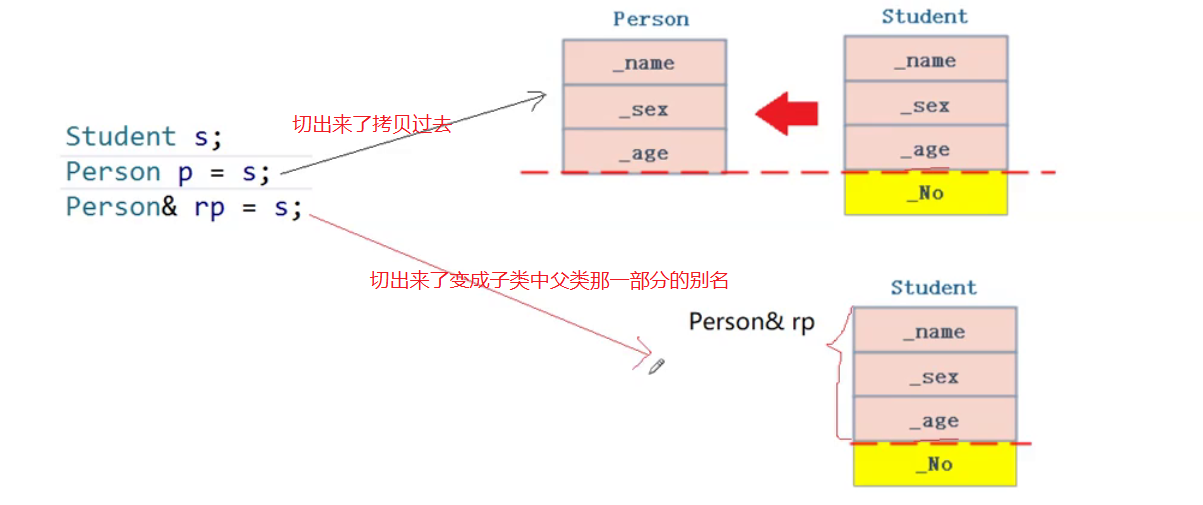 Person
Student
_name
_name
_sex
_sex
_age
_age
_No
切出来了拷贝过去
Student s;
Person p = s;
Person& rp = s;
切出来了变成子类中父类那一部分的别名
Student
Person& rp
_name
_sex
_age
_No